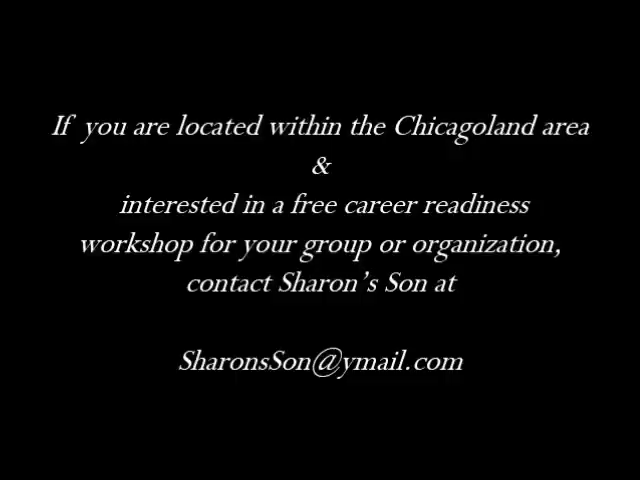 If you are located within the Chicagoland area
&
interested in a free career readiness
workshop for your group or organization,
contact Sharon's Son at
SharonsSon@ymail.com